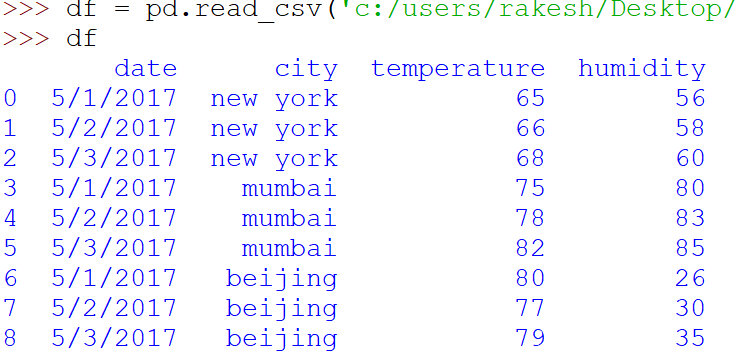 >>> df = pd.read_csv('c:/users/rakesh/Desktop/
>>> df
date city temperature humidity
0 5/1/2017 new york 65 56
1 5/2/2017 new york 66 58
2 5/3/2017 new york 68 60
3 5/1/2017 mumbai 75 80
4 5/2/2017 mumbai 78 83
5 5/3/2017 mumbai 82 85
6 5/1/2017 beijing 80 26
7 5/2/2017 beijing 77 30
8 5/3/2017 beijing 79 35